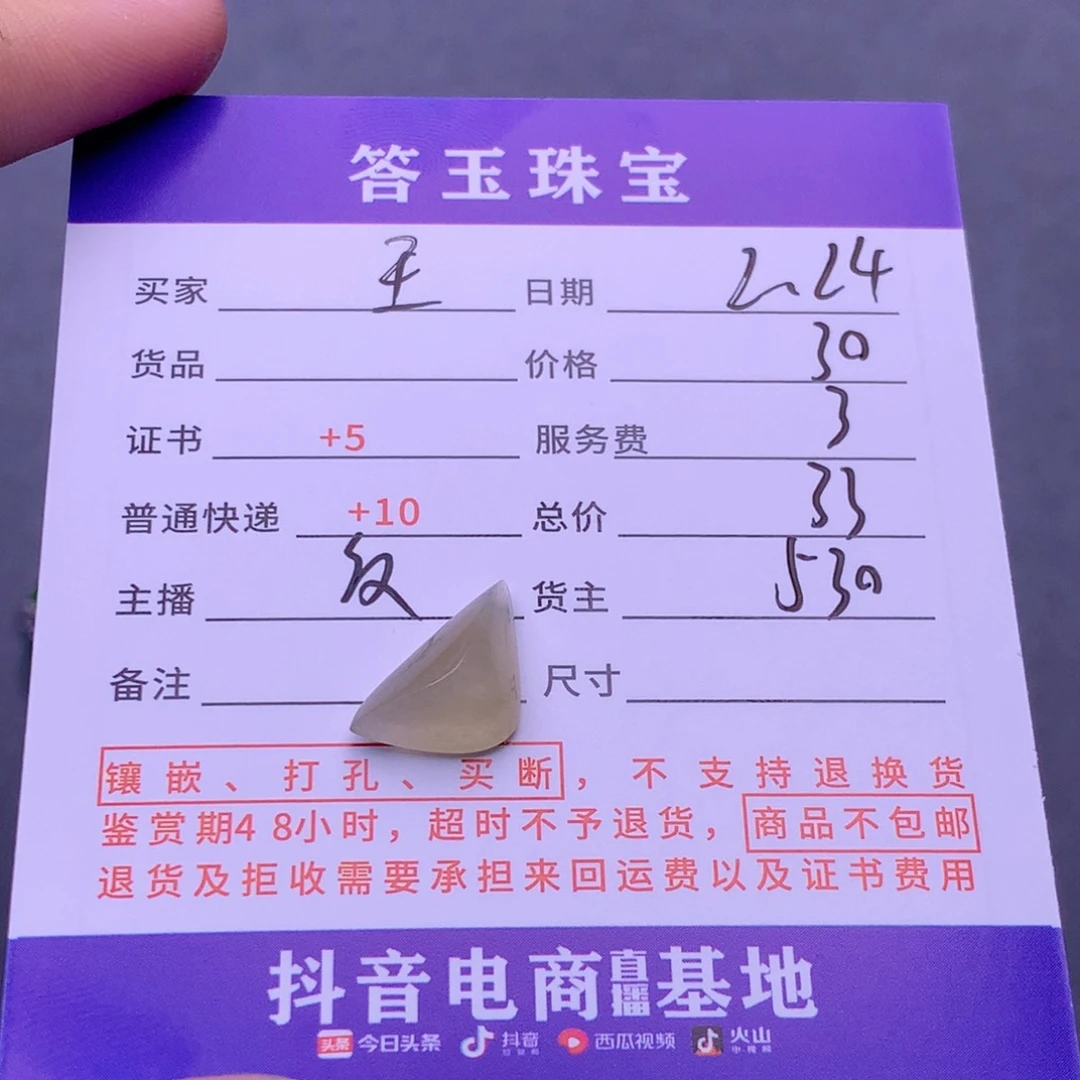 答玉珠宝
买家 王 日期 2.24
货品 价格 30
证书 +5 服务费 3
普通快递 +10 总价 33
主播 货主 530
备注 尺寸
镶嵌、打孔、买断，不支持退换货
鉴赏期48小时，超时不予退货，商品不包邮
退货及拒收需要承担来回运费以及证书费用
抖音电商直播基地
头条 今日头条 抖音 西瓜视频 火山